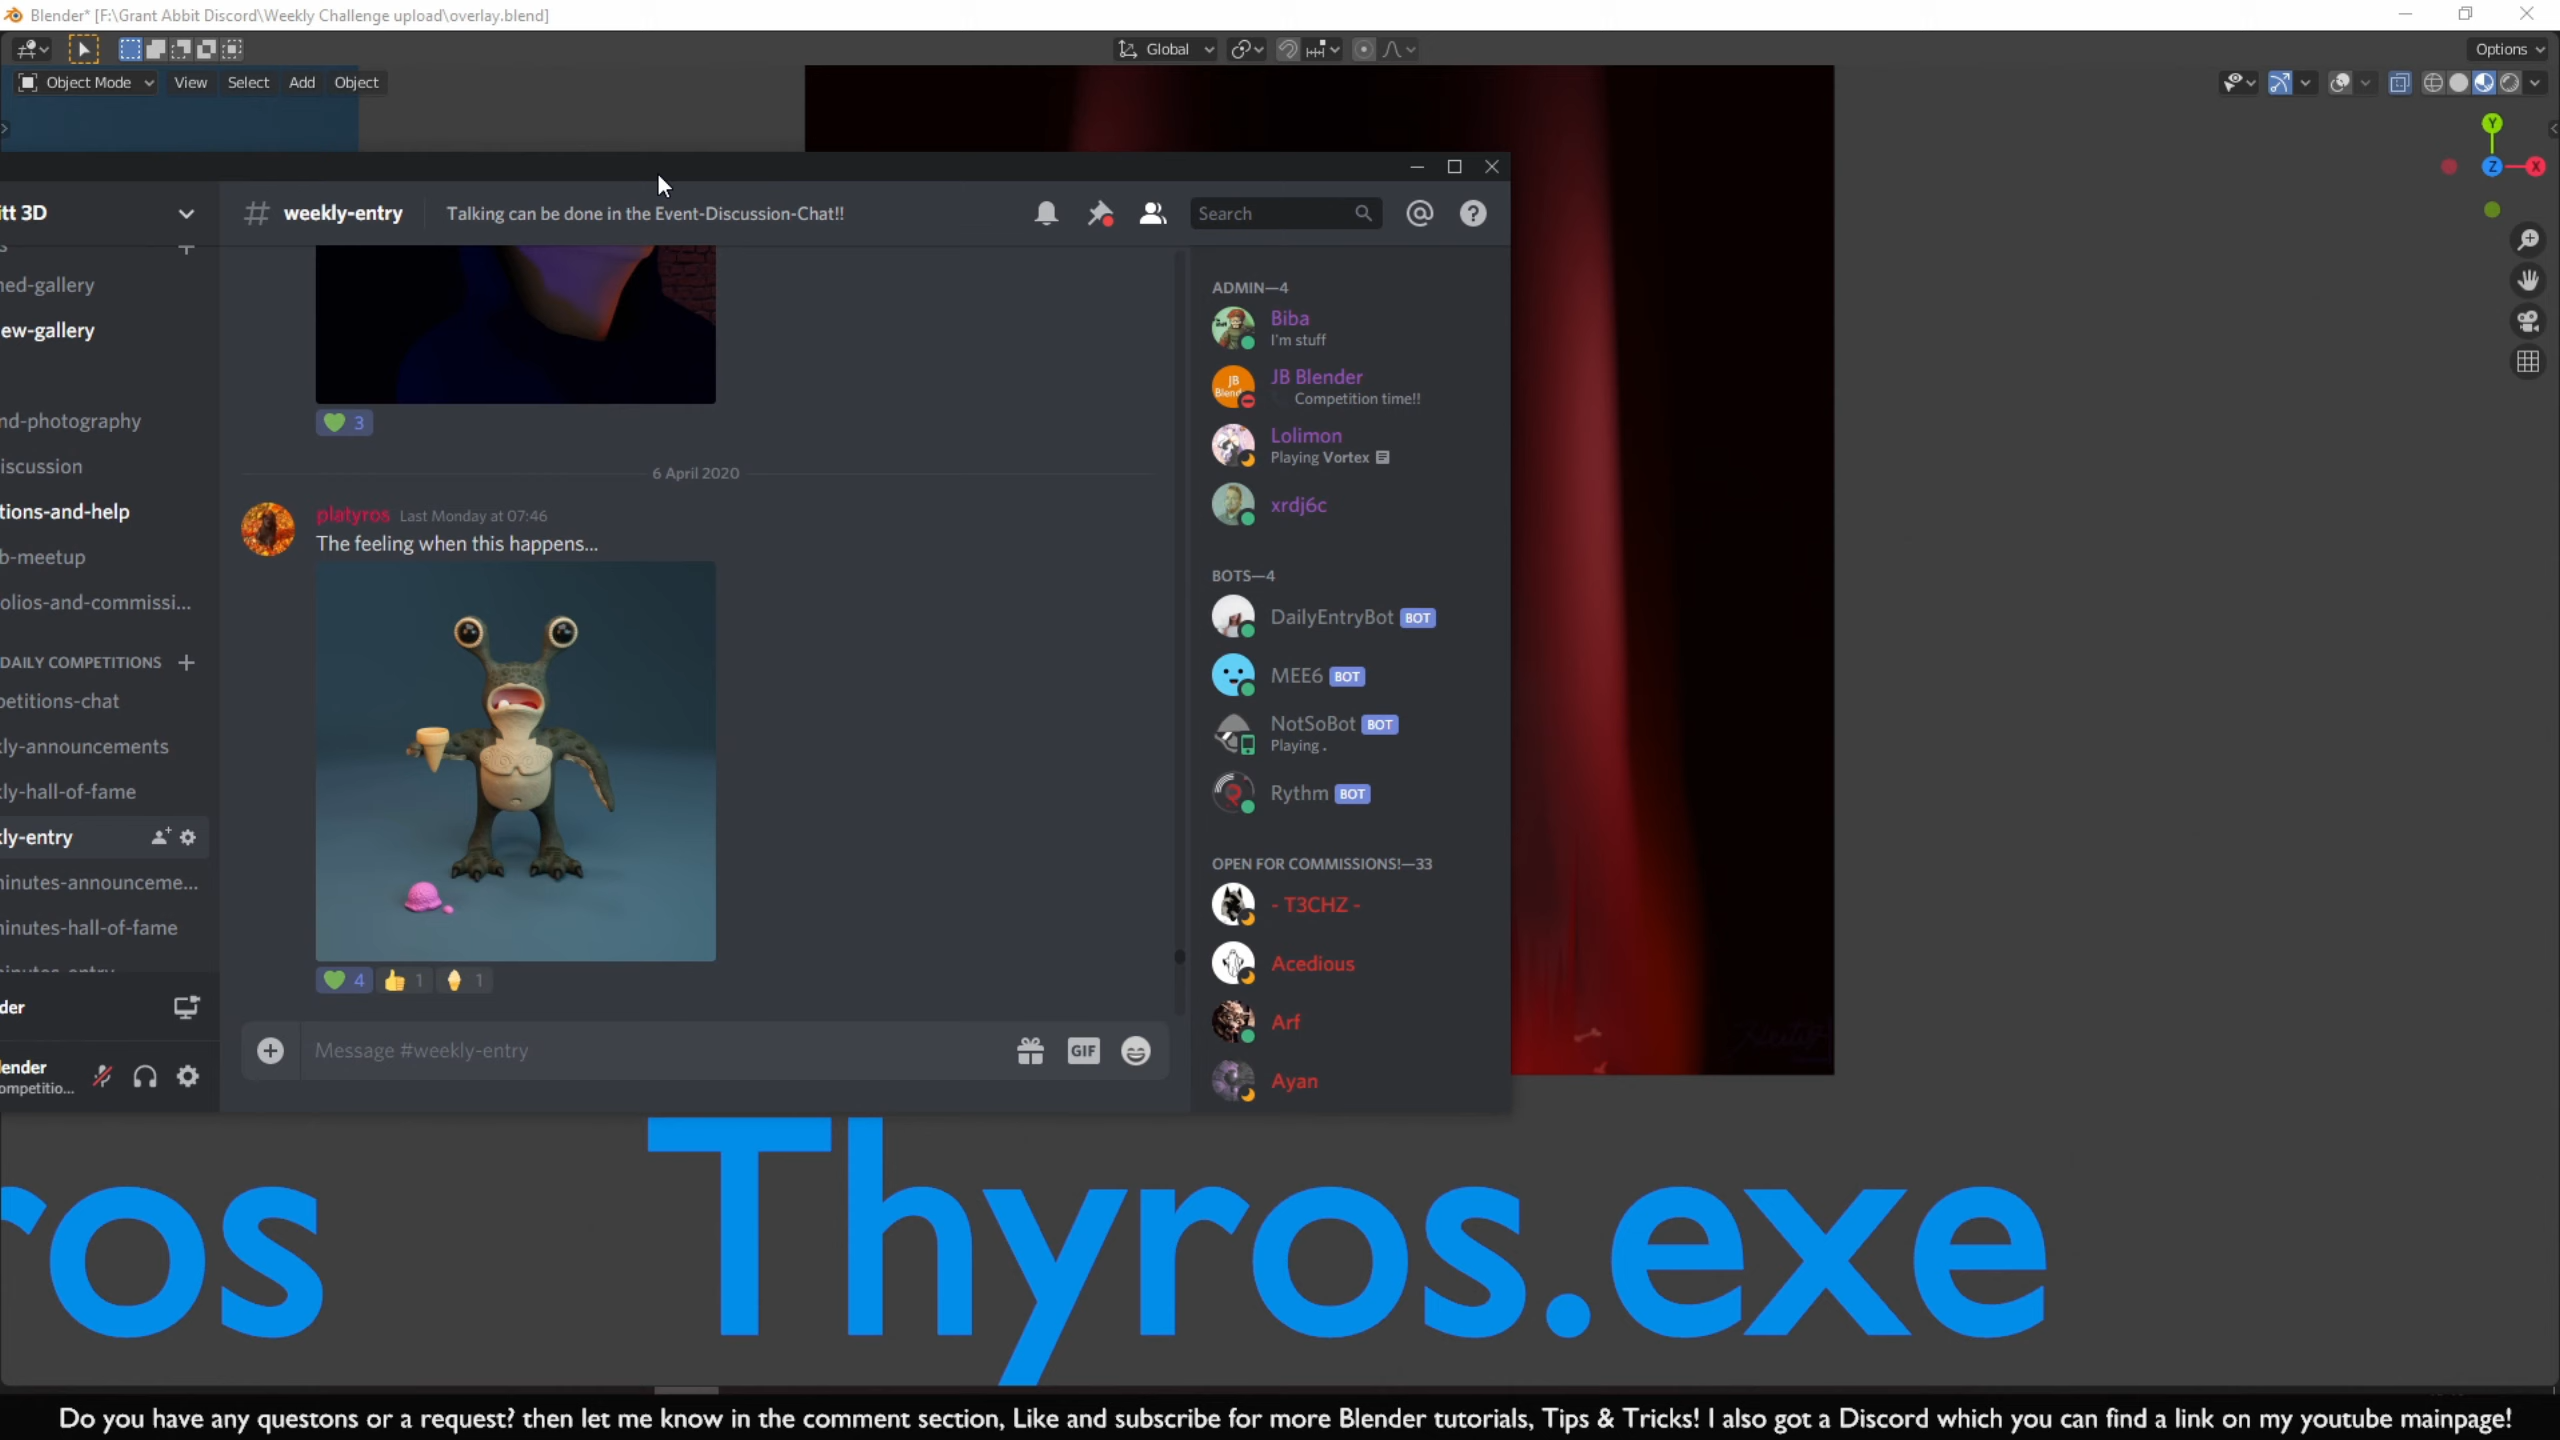 Blender* [F:\Grant Abbit Discord\Weekly Challenge upload\overlay.blend]
Global
Options
Object Mode
View
Select
Add
Object
itt 3D
weekly-entry
Talking can be done in the Event-Discussion-Chat!!
Search
ned-gallery
ew-gallery
nd-photography
iscussion
tions-and-help
b-meetup
olios-and-commissi...
DAILY COMPETITIONS
petitions-chat
kly-announcements
kly-hall-of-fame
kly-entry
ninutes-announceme...
ninutes-hall-of-fame
der
lender
ompetitio...
3
6 April 2020
platyros Last Monday at 07:46
The feeling when this happens...
4
1
1
Message #weekly-entry
GIF
ADMIN—4
Biba
I'm stuff
JB Blender
Competition time!!
Lolimon
Playing Vortex
xrdj6c
BOTS—4
DailyEntryBot BOT
MEE6 BOT
NotSoBot BOT
Playing .
Rythm BOT
OPEN FOR COMMISSIONS!—33
- T3CHZ -
Acedious
Arf
Ayan
Y
Z
X
ros
Thyros.exe
Do you have any questons or a request? then let me know in the comment section, Like and subscribe for more Blender tutorials, Tips & Tricks! I also got a Discord which you can find a link on my youtube mainpage!